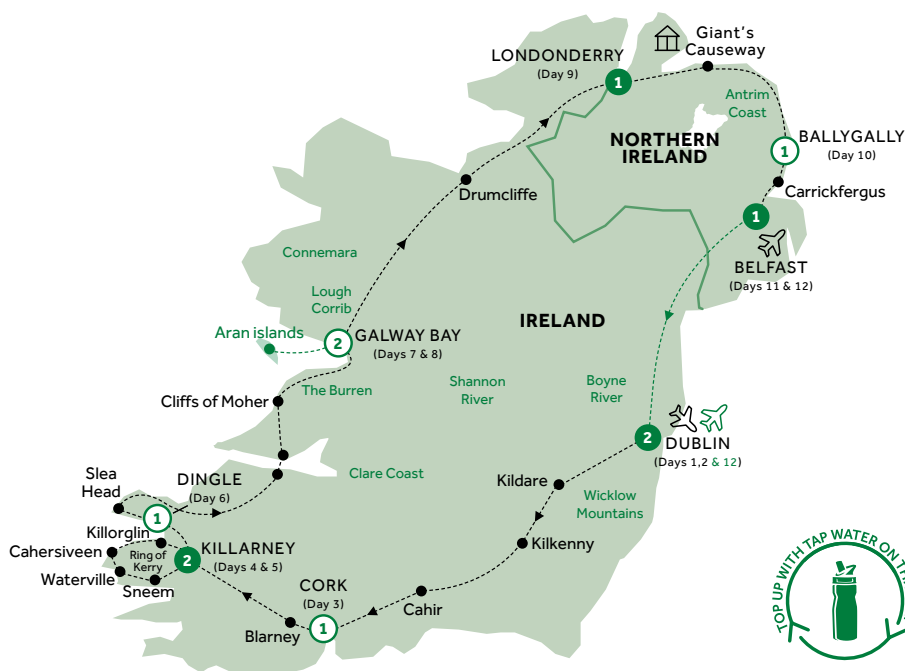 Giant's
Causeway
LONDONDERRY
(Day 9)
1
Antrim
Coast
NORTHERN
IRELAND
1
BALLYGALLY
(Day 10)
Drumcliffe
Carrickfergus
1
BELFAST
(Days 11 & 12)
Connemara
Lough
Corrib
IRELAND
Aran islands
2
GALWAY BAY
(Days 7 & 8)
The Burren
Shannon
River
Boyne
River
Cliffs of Moher
2
DUBLIN
(Days 1,2 & 12)
Clare Coast
Kildare
Wicklow
Mountains
Slea
Head
DINGLE
(Day 6)
1
Killorglin
Cahersiveen
Ring of
Kerry
2
KILLARNEY
(Days 4 & 5)
Waterville
Sneem
Kilkenny
CORK
(Day 3)
1
Cahir
Blarney
TOP UP WITH TAP WATER ON